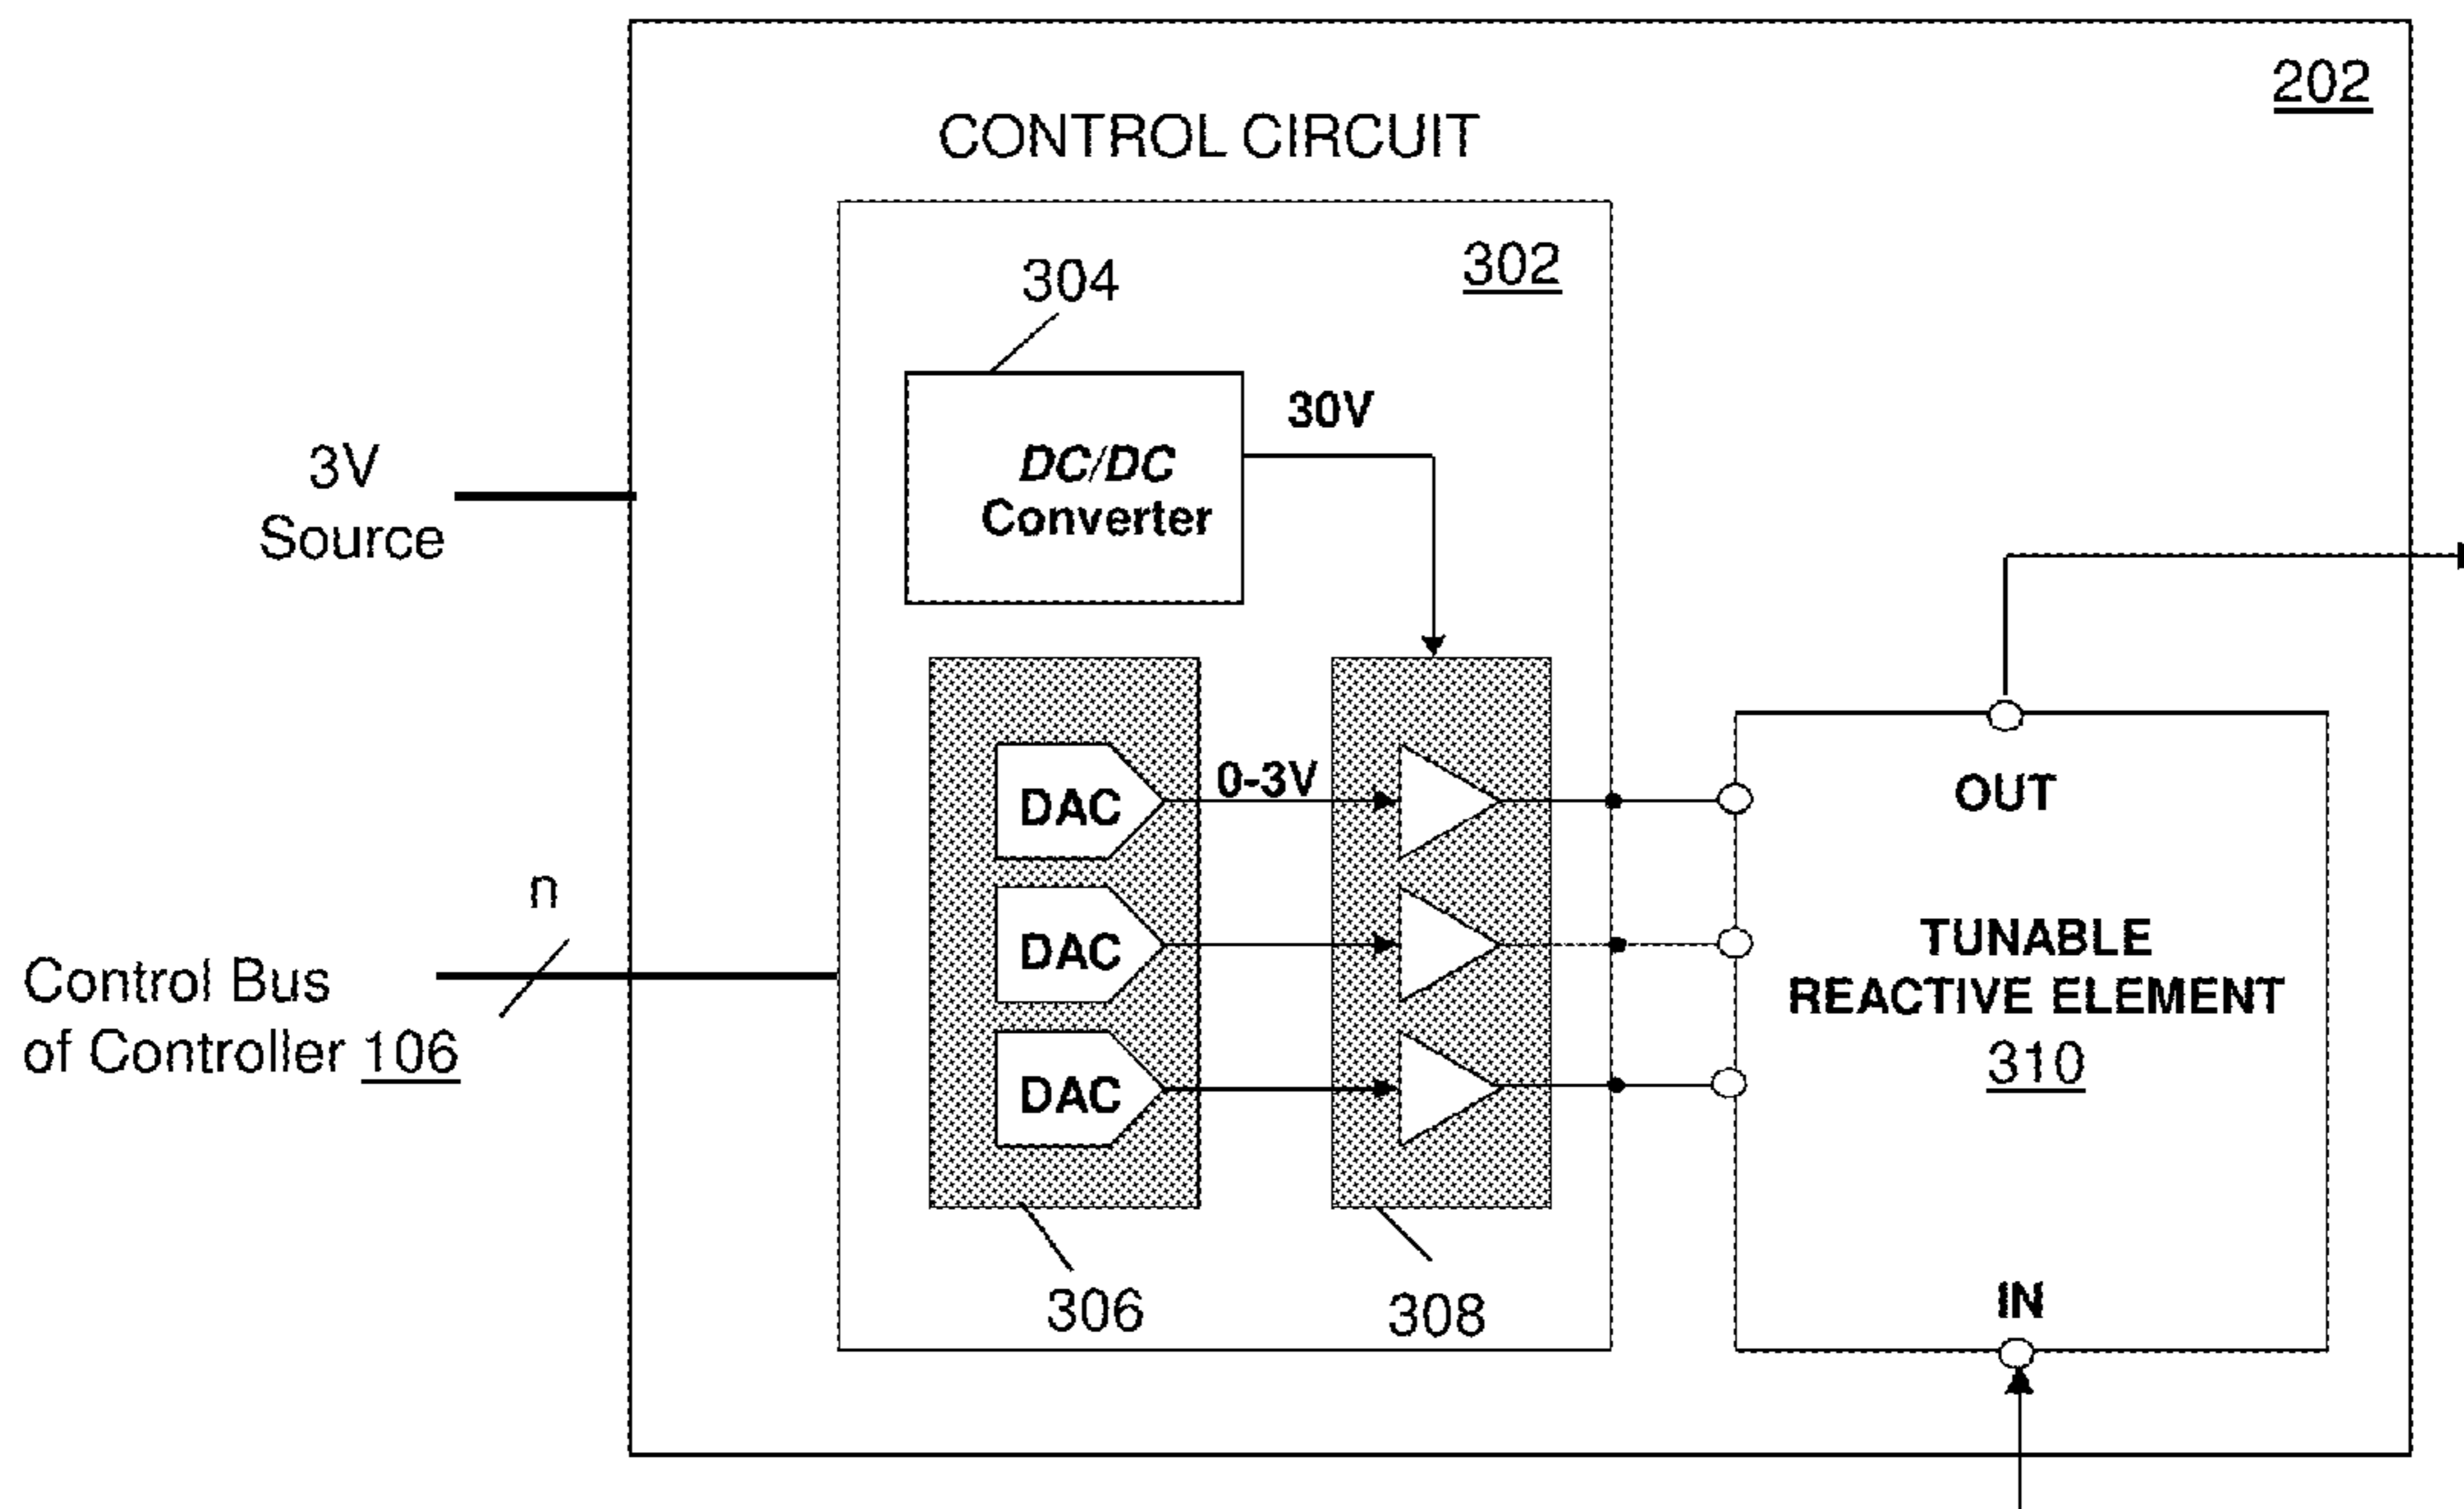 202
CONTROL CIRCUIT
302
304
30V
DC/DC
Converter
3V
Source
0-3V
DAC
OUT
n
DAC
TUNABLE
REACTIVE ELEMENT
310
Control Bus
of Controller 106
DAC
306
308
IN